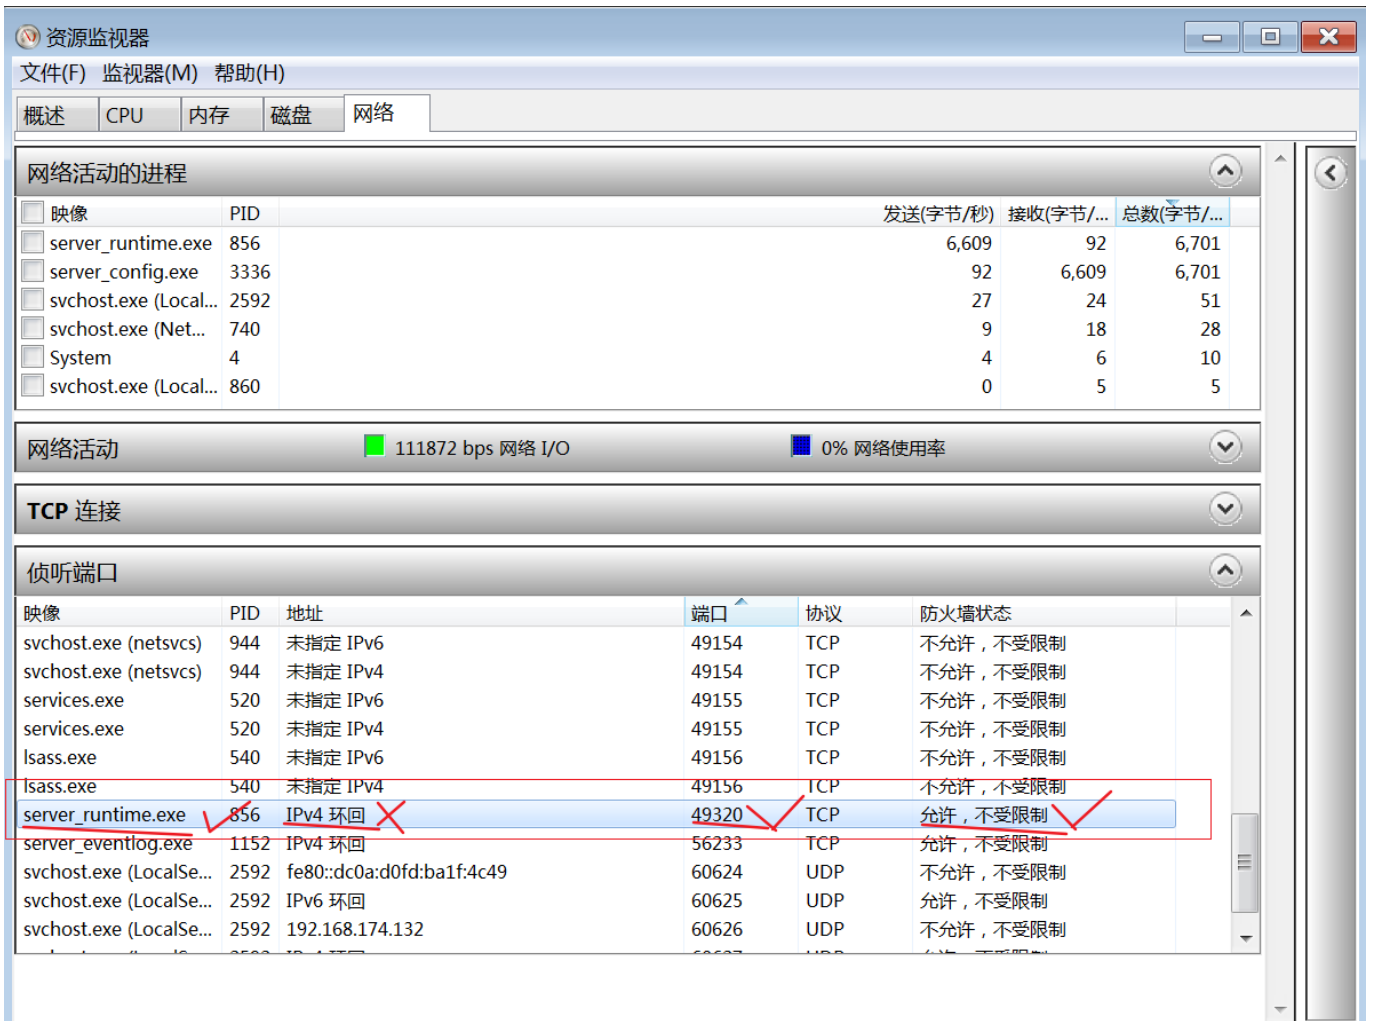 资源监视器
文件(F) 监视器(M) 帮助(H)
概述 CPU 内存 磁盘 网络
网络活动的进程
映像 PID 发送(字节/秒) 接收(字节/... 总数(字节/...
server_runtime.exe 856 6,609 92 6,701
server_config.exe 3336 92 6,609 6,701
svchost.exe (Local... 2592 27 24 51
svchost.exe (Net... 740 9 18 28
System 4 4 6 10
svchost.exe (Local... 860 0 5 5
网络活动 111872 bps 网络 I/O 0% 网络使用率
TCP 连接
侦听端口
映像 PID 地址 端口 协议 防火墙状态
svchost.exe (netsvcs) 944 未指定 IPv6 49154 TCP 不允许，不受限制
svchost.exe (netsvcs) 944 未指定 IPv4 49154 TCP 不允许，不受限制
services.exe 520 未指定 IPv6 49155 TCP 不允许，不受限制
services.exe 520 未指定 IPv4 49155 TCP 不允许，不受限制
lsass.exe 540 未指定 IPv6 49156 TCP 不允许，不受限制
lsass.exe 540 未指定 IPv4 49156 TCP 不允许，不受限制
server_runtime.exe 856 IPv4 环回 49320 TCP 允许，不受限制
server_eventlog.exe 1152 IPv4 环回 56233 TCP 允许，不受限制
svchost.exe (LocalSe... 2592 fe80::dc0a:d0fd:ba1f:4c49 60624 UDP 不允许，不受限制
svchost.exe (LocalSe... 2592 IPv6 环回 60625 UDP 允许，不受限制
svchost.exe (LocalSe... 2592 192.168.174.132 60626 UDP 不允许，不受限制